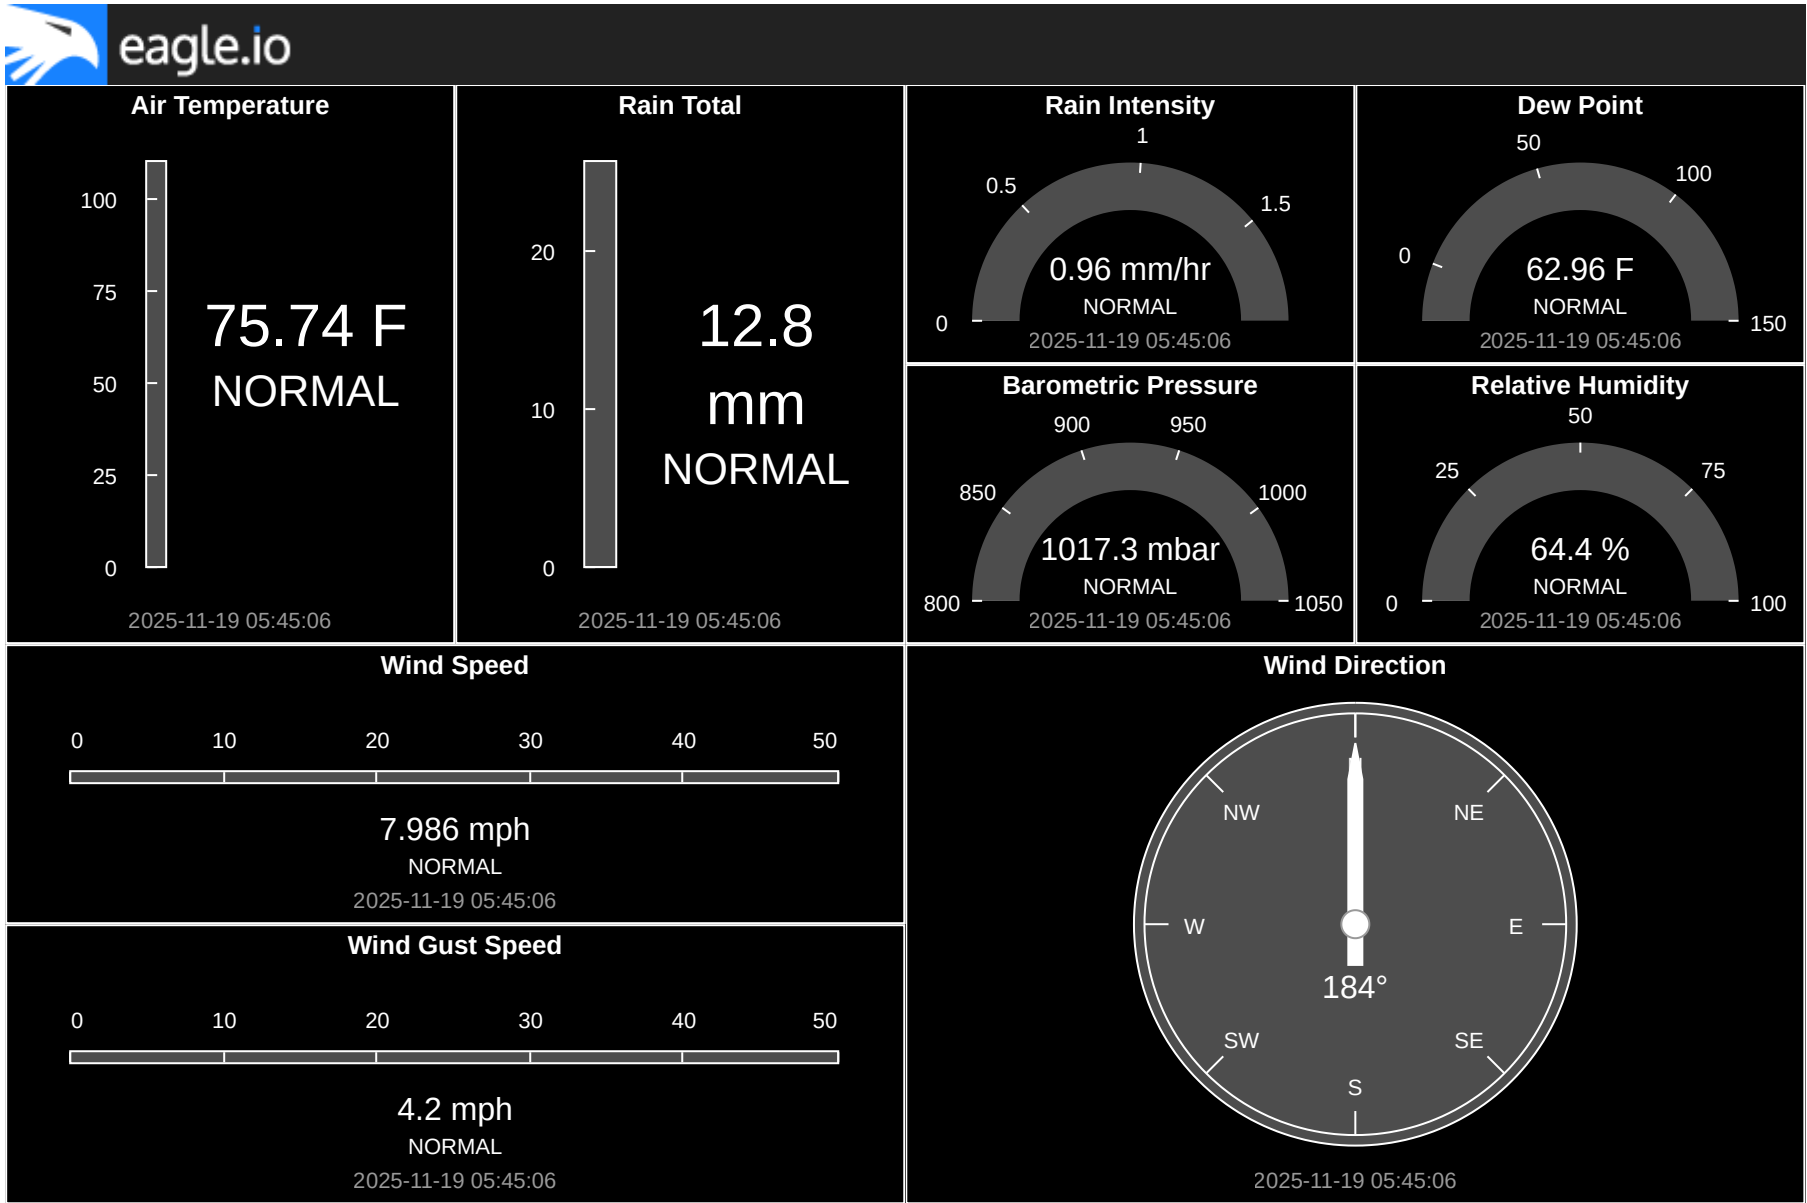 eagle.io
Air Temperature
100
75
50
25
0
75.74 F
NORMAL
2025-11-19 05:45:06
Rain Total
20
10
0
12.8
mm
NORMAL
2025-11-19 05:45:06
Rain Intensity
0
0.5
1
1.5
0.96 mm/hr
NORMAL
2025-11-19 05:45:06
Dew Point
0
50
100
150
62.96 F
NORMAL
2025-11-19 05:45:06
Barometric Pressure
800
850
900
950
1000
1050
1017.3 mbar
NORMAL
2025-11-19 05:45:06
Relative Humidity
0
25
50
75
100
64.4 %
NORMAL
2025-11-19 05:45:06
Wind Speed
0 10 20 30 40 50
7.986 mph
NORMAL
2025-11-19 05:45:06
Wind Gust Speed
0 10 20 30 40 50
4.2 mph
NORMAL
2025-11-19 05:45:06
Wind Direction
NW NE
W E
184°
SW SE
S
2025-11-19 05:45:06